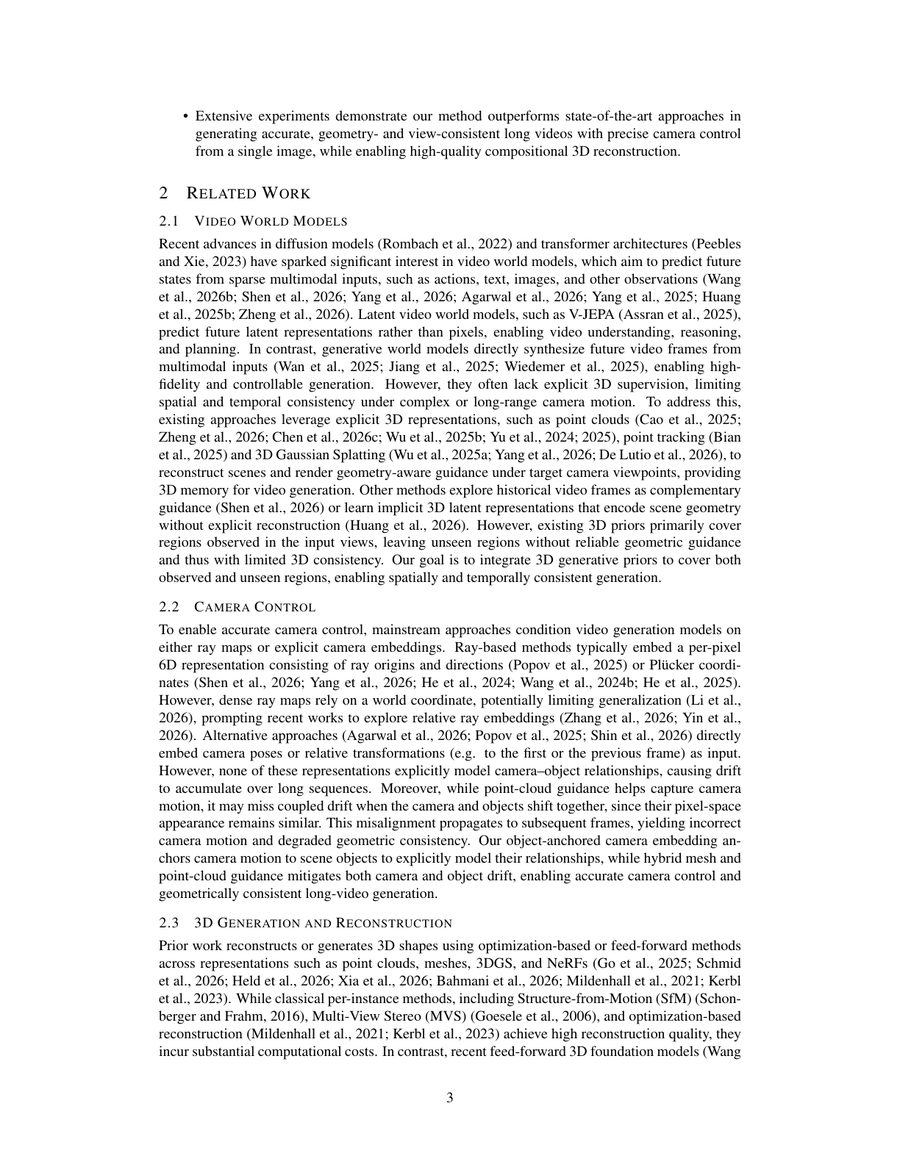 • Extensive experiments demonstrate our method outperforms state-of-the-art approaches in
generating accurate, geometry- and view-consistent long videos with precise camera control
from a single image, while enabling high-quality compositional 3D reconstruction.
2 RELATED WORK
2.1 VIDEO WORLD MODELS
Recent advances in diffusion models (Rombach et al., 2022) and transformer architectures (Peebles
and Xie, 2023) have sparked significant interest in video world models, which aim to predict future
states from sparse multimodal inputs, such as actions, text, images, and other observations (Wang
et al., 2026b; Shen et al., 2026; Yang et al., 2026; Agarwal et al., 2026; Yang et al., 2025; Huang
et al., 2025b; Zheng et al., 2026). Latent video world models, such as V-JEPA (Assran et al., 2025),
predict future latent representations rather than pixels, enabling video understanding, reasoning,
and planning. In contrast, generative world models directly synthesize future video frames from
multimodal inputs (Wan et al., 2025; Jiang et al., 2025; Wiedemer et al., 2025), enabling high-
fidelity and controllable generation. However, they often lack explicit 3D supervision, limiting
spatial and temporal consistency under complex or long-range camera motion. To address this,
existing approaches leverage explicit 3D representations, such as point clouds (Cao et al., 2025;
Zheng et al., 2026; Chen et al., 2026c; Wu et al., 2025b; Yu et al., 2024; 2025), point tracking (Bian
et al., 2025) and 3D Gaussian Splatting (Wu et al., 2025a; Yang et al., 2026; De Lutio et al., 2026), to
reconstruct scenes and render geometry-aware guidance under target camera viewpoints, providing
3D memory for video generation. Other methods explore historical video frames as complementary
guidance (Shen et al., 2026) or learn implicit 3D latent representations that encode scene geometry
without explicit reconstruction (Huang et al., 2026). However, existing 3D priors primarily cover
regions observed in the input views, leaving unseen regions without reliable geometric guidance
and thus with limited 3D consistency. Our goal is to integrate 3D generative priors to cover both
observed and unseen regions, enabling spatially and temporally consistent generation.
2.2 CAMERA CONTROL
To enable accurate camera control, mainstream approaches condition video generation models on
either ray maps or explicit camera embeddings. Ray-based methods typically embed a per-pixel
6D representation consisting of ray origins and directions (Popov et al., 2025) or Plücker coordi-
nates (Shen et al., 2026; Yang et al., 2026; He et al., 2024; Wang et al., 2024b; He et al., 2025).
However, dense ray maps rely on a world coordinate, potentially limiting generalization (Li et al.,
2026), prompting recent works to explore relative ray embeddings (Zhang et al., 2026; Yin et al.,
2026). Alternative approaches (Agarwal et al., 2026; Popov et al., 2025; Shin et al., 2026) directly
embed camera poses or relative transformations (e.g. to the first or the previous frame) as input.
However, none of these representations explicitly model camera–object relationships, causing drift
to accumulate over long sequences. Moreover, while point-cloud guidance helps capture camera
motion, it may miss coupled drift when the camera and objects shift together, since their pixel-space
appearance remains similar. This misalignment propagates to subsequent frames, yielding incorrect
camera motion and degraded geometric consistency. Our object-anchored camera embedding an-
chors camera motion to scene objects to explicitly model their relationships, while hybrid mesh and
point-cloud guidance mitigates both camera and object drift, enabling accurate camera control and
geometrically consistent long-video generation.
2.3 3D GENERATION AND RECONSTRUCTION
Prior work reconstructs or generates 3D shapes using optimization-based or feed-forward methods
across representations such as point clouds, meshes, 3DGS, and NeRFs (Go et al., 2025; Schmid
et al., 2026; Held et al., 2026; Xia et al., 2026; Bahmani et al., 2026; Mildenhall et al., 2021; Kerbl
et al., 2023). While classical per-instance methods, including Structure-from-Motion (SfM) (Schon-
berger and Frahm, 2016), Multi-View Stereo (MVS) (Goesele et al., 2006), and optimization-based
reconstruction (Mildenhall et al., 2021; Kerbl et al., 2023) achieve high reconstruction quality, they
incur substantial computational costs. In contrast, recent feed-forward 3D foundation models (Wang
3